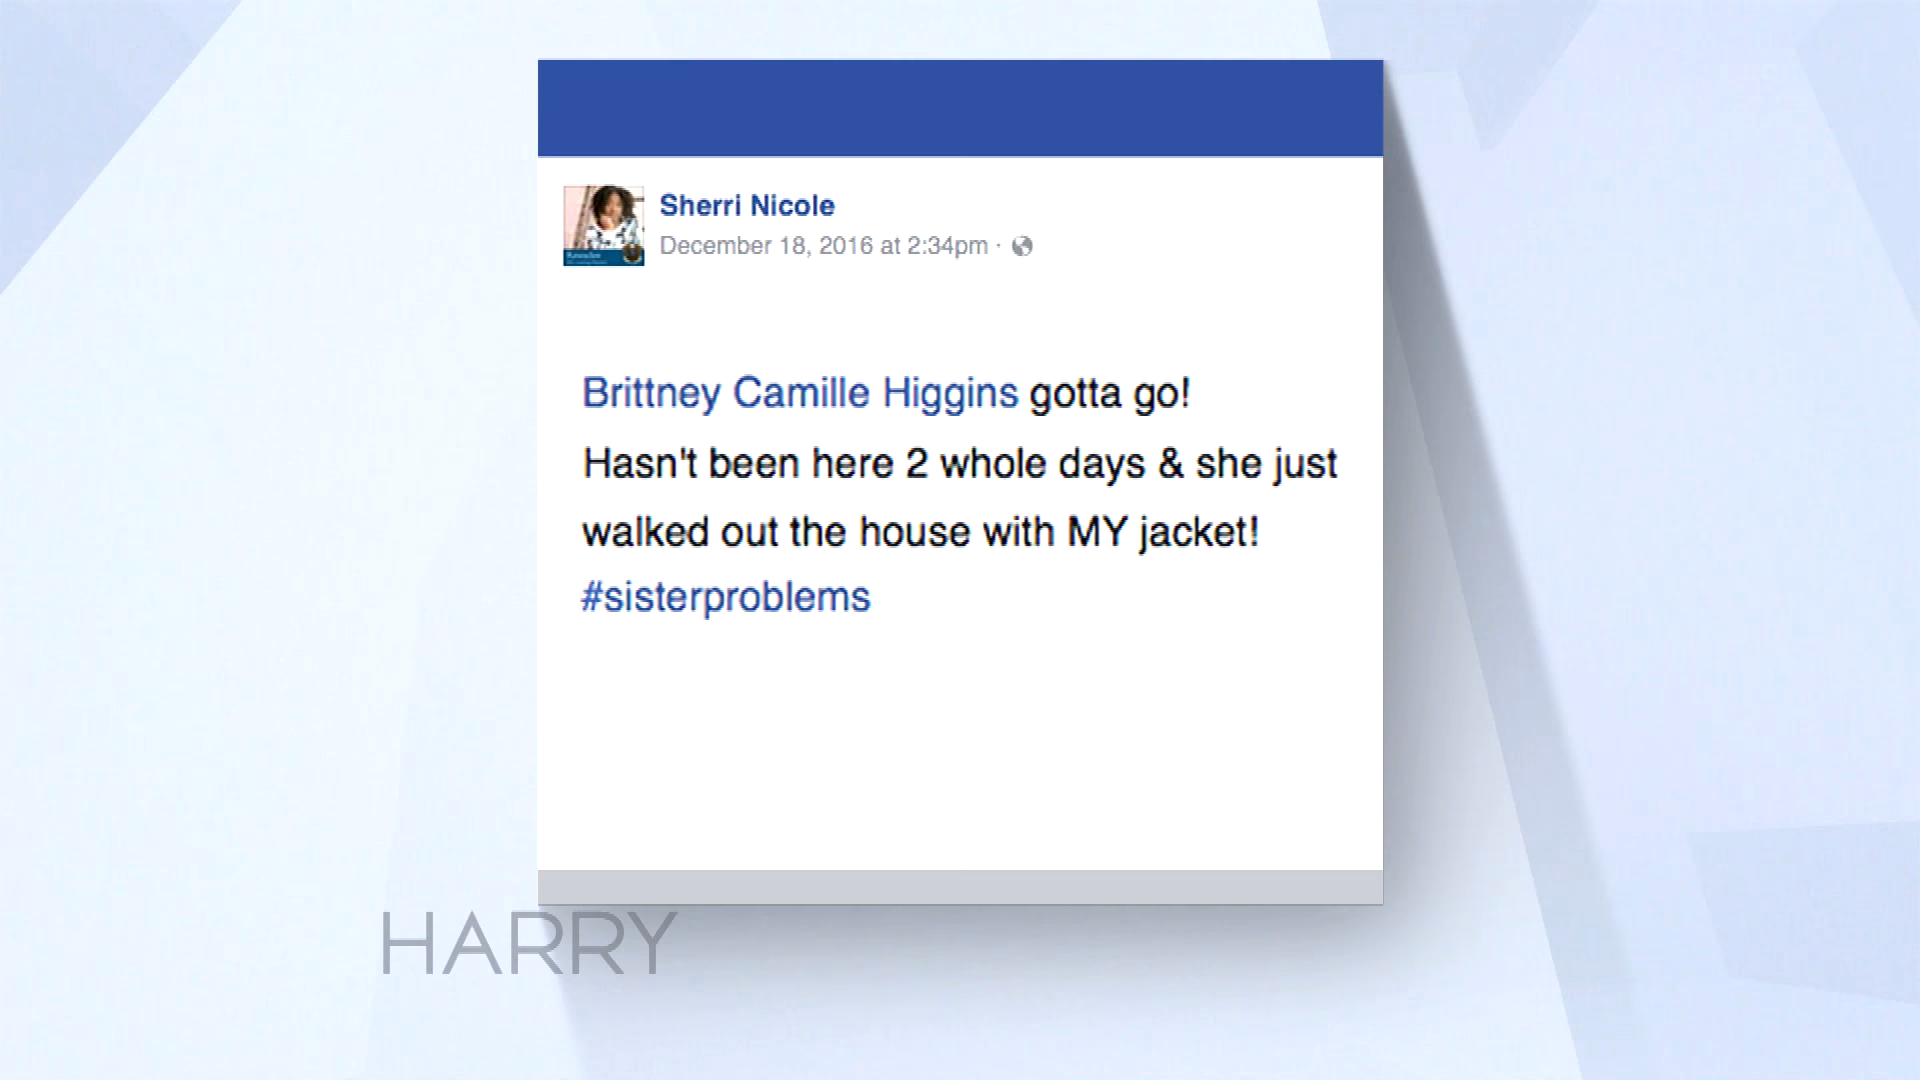 Sherri Nicole
December 18, 2016 at 2:34pm ·
Brittney Camille Higgins gotta go!
Hasn't been here 2 whole days & she just
walked out the house with MY jacket!
#sisterproblems
HARRY